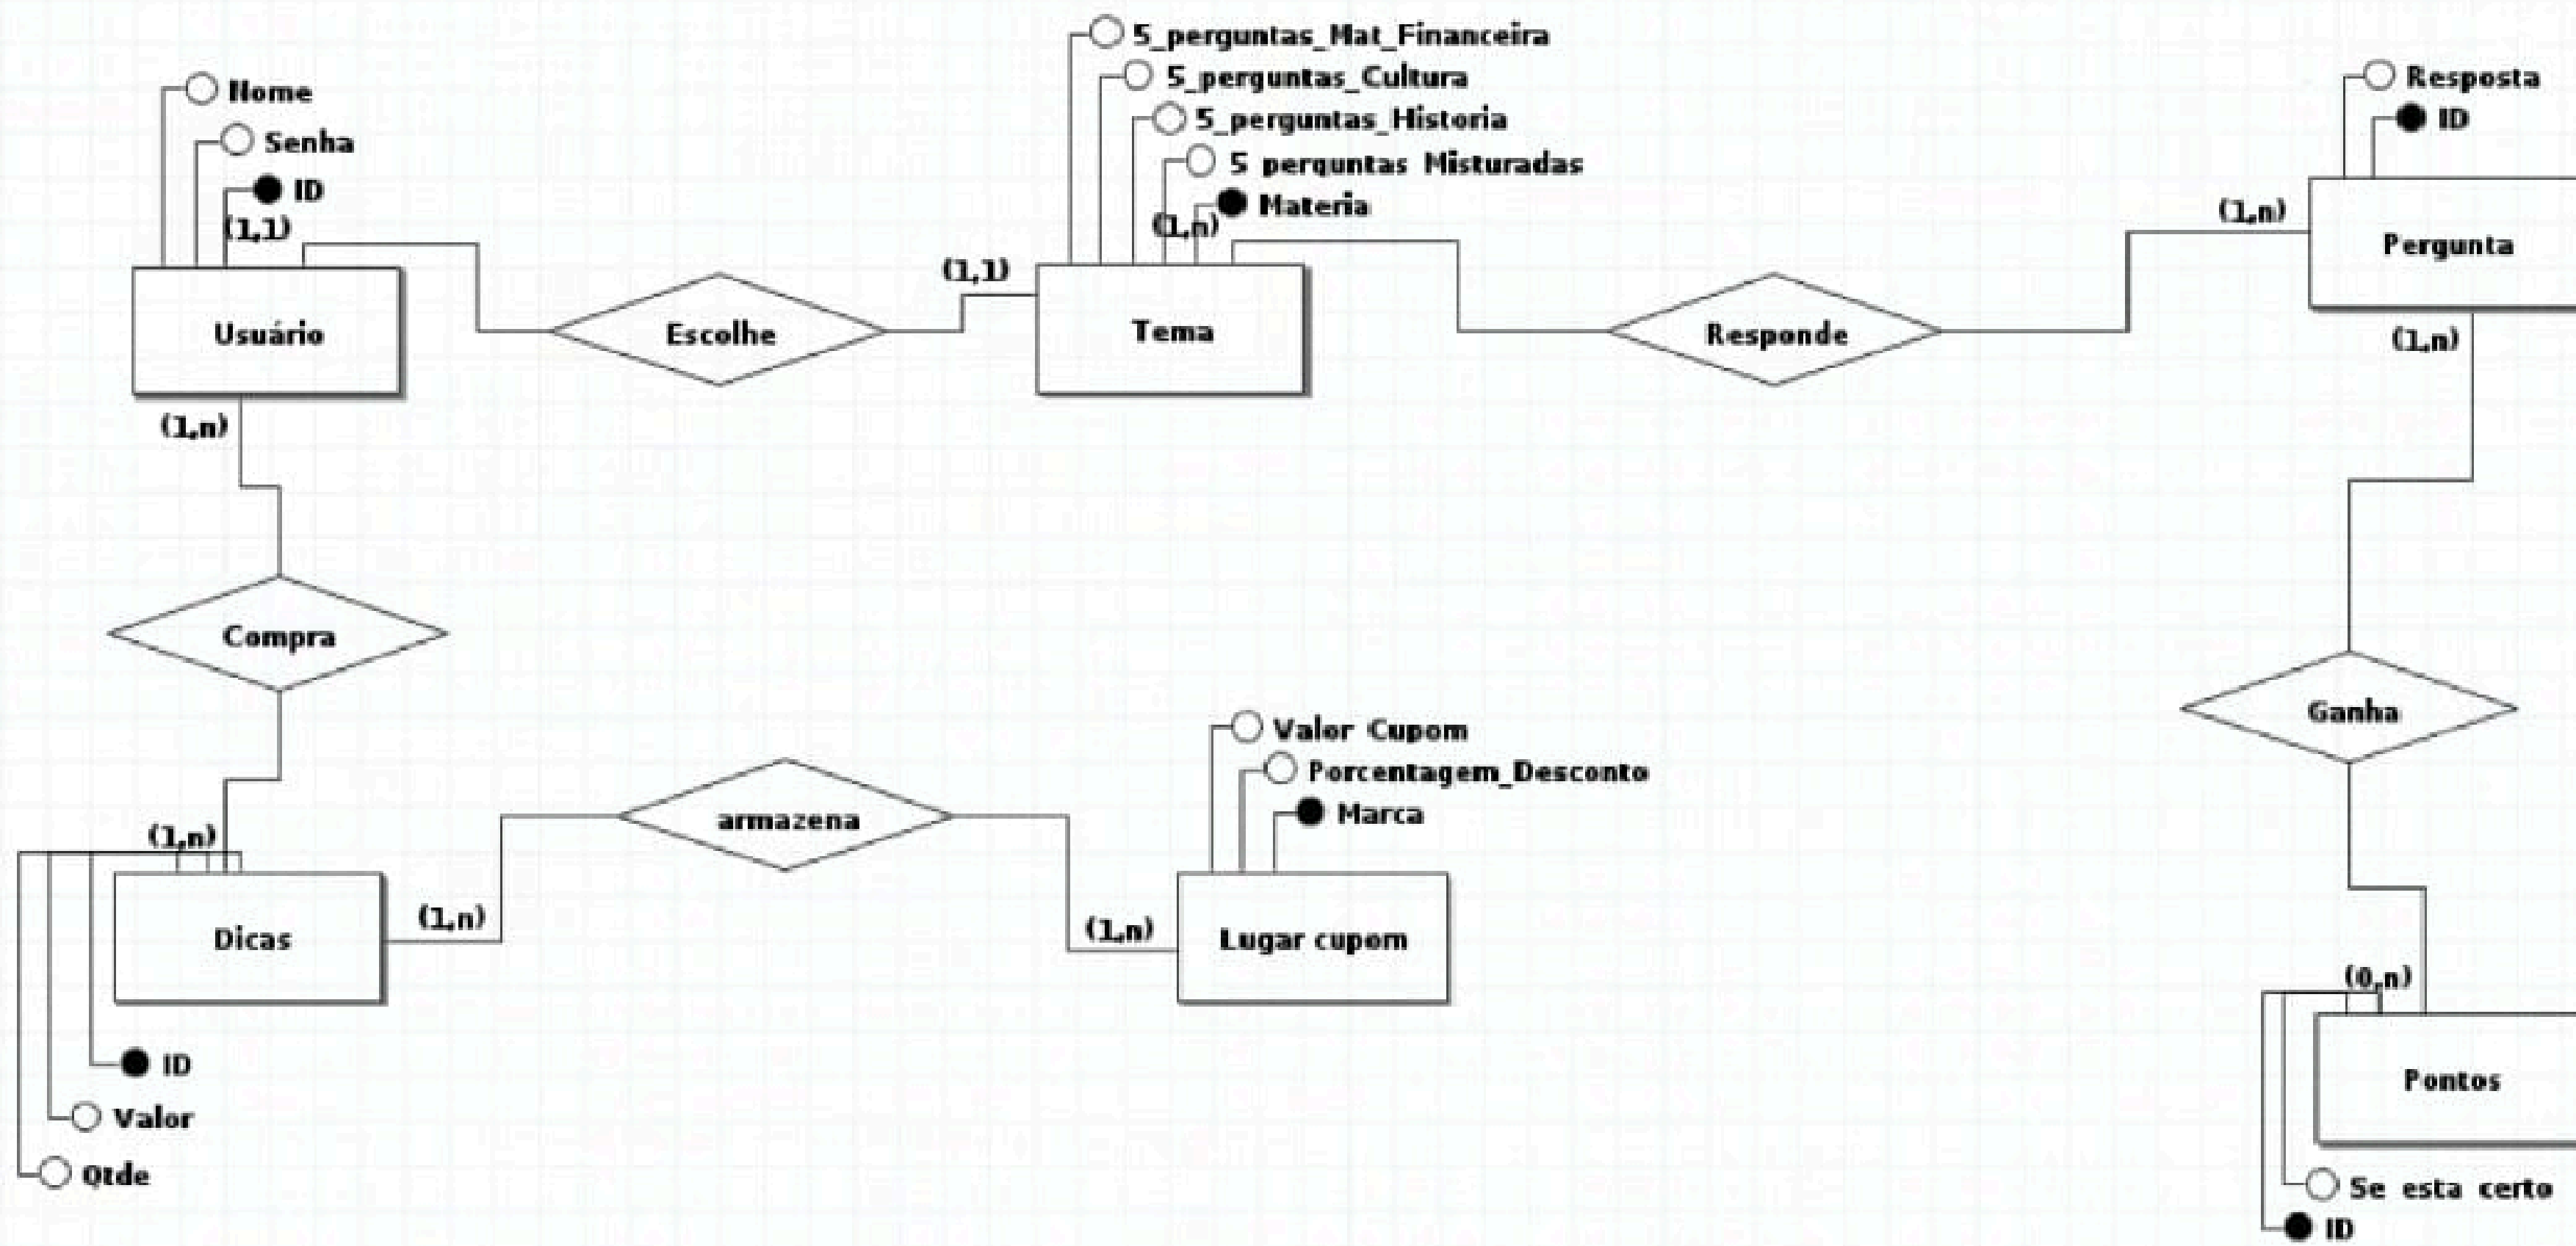 5_perguntas_Mat_Financeira
5_perguntas_Cultura
5_perguntas_Historia
5 perguntas Misturadas
Materia
Nome
Senha
ID
Resposta
ID
(1,1)
(1,1)
(1,n)
(1,n)
Usuário
Escolhe
Tema
Responde
Pergunta
(1,n)
(1,n)
Compra
Ganha
Valor Cupom
Porcentagem_Desconto
Marca
(1,n)
armazena
(1,n)
(1,n)
Dicas
Lugar cupom
(0,n)
Pontos
ID
Valor
Qtde
Se esta certo
ID